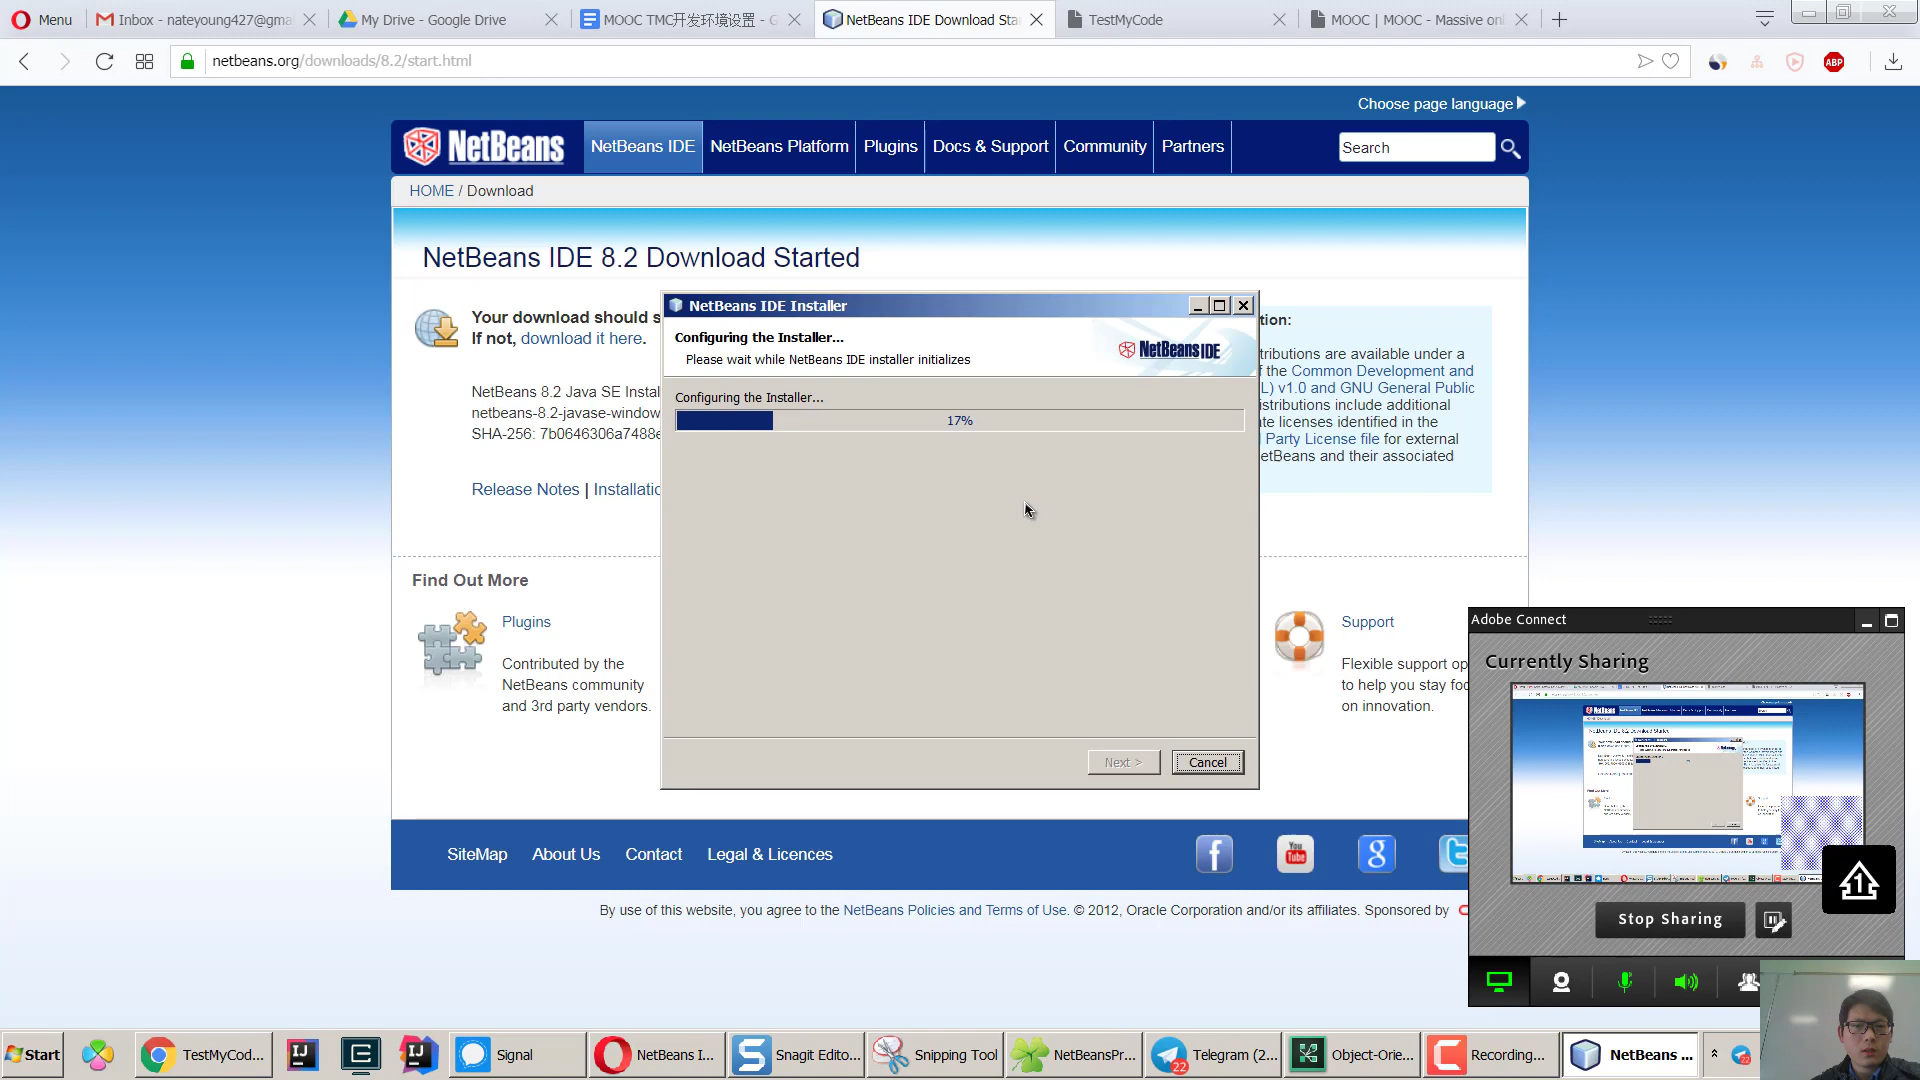 Menu
Inbox - nateyoung427@gma
My Drive - Google Drive
MOOC TMC开发环境设置 - G
NetBeans IDE Download Sta
TestMyCode
MOOC | MOOC - Massive onl
netbeans.org/downloads/8.2/start.html
ABP
Choose page language
NetBeans
NetBeans IDE
NetBeans Platform
Plugins
Docs & Support
Community
Partners
Search
HOME / Download
NetBeans IDE 8.2 Download Started
Your download should s
If not, download it here.
NetBeans 8.2 Java SE Instal
netbeans-8.2-javase-window
SHA-256: 7b0646306a7488e
Release Notes | Installatio
NetBeans IDE Installer
Configuring the Installer...
Please wait while NetBeans IDE installer initializes
NetBeans IDE
Configuring the Installer...
17%
Next >
Cancel
tion:
tributions are available under a
f the Common Development and
L) v1.0 and GNU General Public
istributions include additional
te licenses identified in the
Party License file for external
etBeans and their associated
Find Out More
Plugins
Contributed by the
NetBeans community
and 3rd party vendors.
Support
Flexible support op
to help you stay foc
on innovation.
Adobe Connect
Currently Sharing
Stop Sharing
SiteMap
About Us
Contact
Legal & Licences
You
Tube
By use of this website, you agree to the NetBeans Policies and Terms of Use. © 2012, Oracle Corporation and/or its affiliates. Sponsored by
Start
TestMyCod...
Signal
NetBeans I...
Snagit Edito...
Snipping Tool
NetBeansPr...
Telegram (2...
22
Object-Orie...
Recording...
NetBeans ...